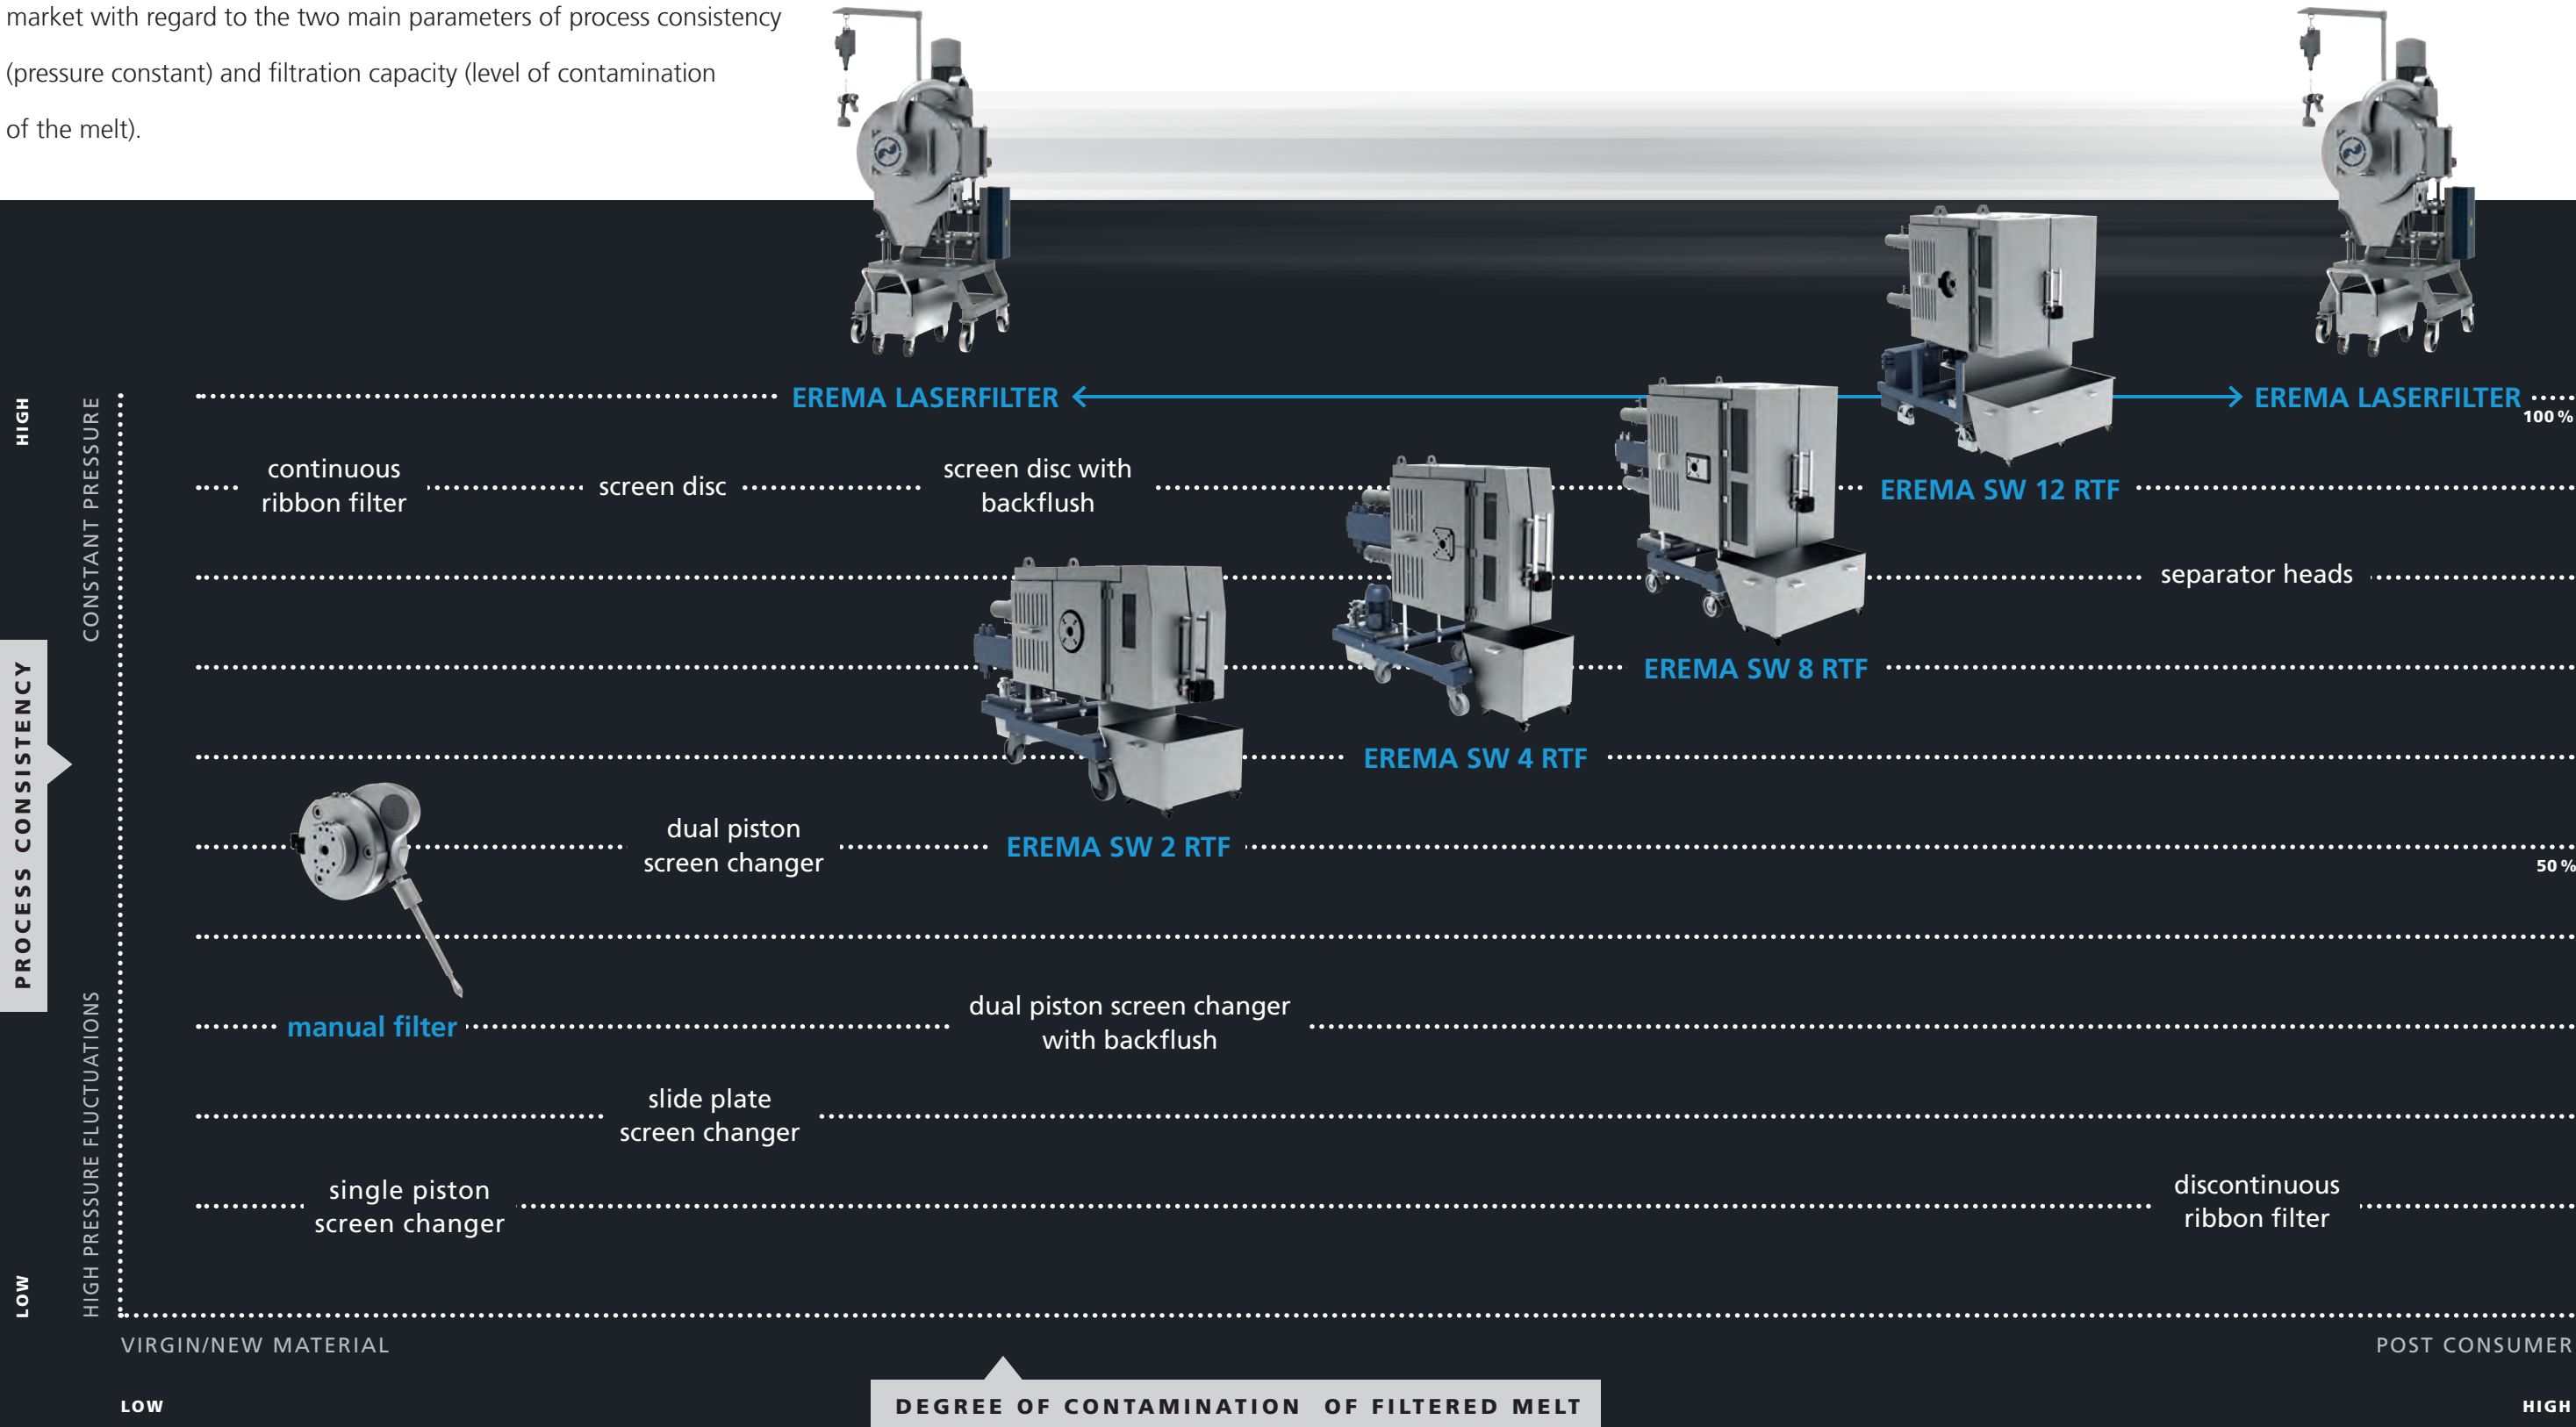 market with regard to the two main parameters of process consistency
(pressure constant) and filtration capacity (level of contamination
of the melt).
HIGH
CONSTANT PRESSURE
PROCESS CONSISTENCY
HIGH PRESSURE FLUCTUATIONS
LOW
EREMA LASERFILTER
EREMA LASERFILTER
100 %
continuous
ribbon filter
screen disc
screen disc with
backflush
EREMA SW 12 RTF
separator heads
EREMA SW 8 RTF
EREMA SW 4 RTF
dual piston
screen changer
EREMA SW 2 RTF
50 %
manual filter
dual piston screen changer
with backflush
slide plate
screen changer
single piston
screen changer
discontinuous
ribbon filter
VIRGIN/NEW MATERIAL
POST CONSUMER
LOW
DEGREE OF CONTAMINATION OF FILTERED MELT
HIGH